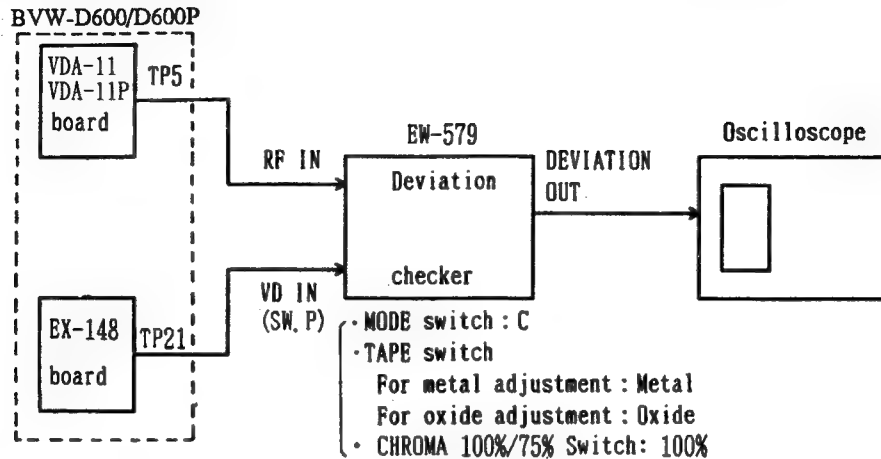 BVW-D600/D600P
VDA-11
VDA-11P
board
TP5
RF IN
EW-579
Deviation
checker
DEVIATION
OUT
Oscilloscope
EX-148
board
TP21
VD IN
(SW. P)
· MODE switch : C
· TAPE switch
For metal adjustment : Metal
For oxide adjustment : Oxide
· CHROMA 100%/75% Switch: 100%